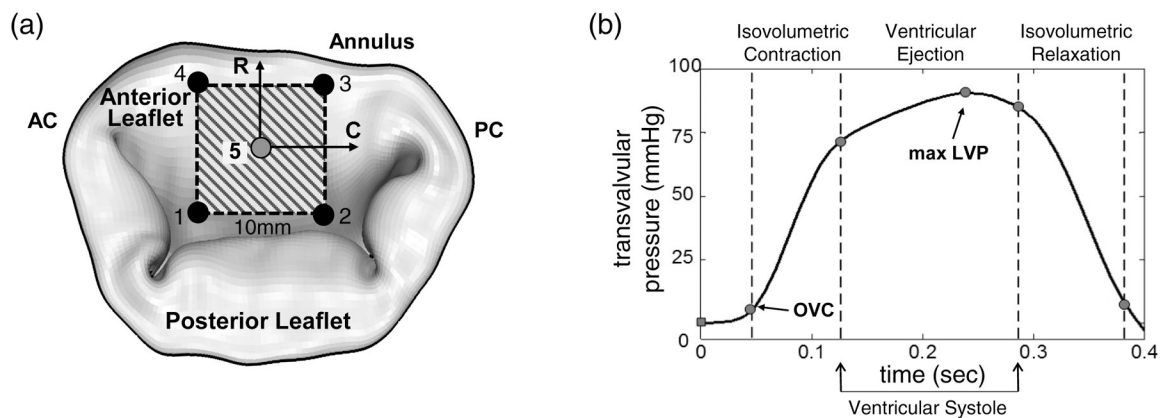 (a)
Annulus
R
4
3
Anterior
Leaflet
AC
PC
C
5
1
2
10mm
Posterior Leaflet
(b)
Isovolumetric
Contraction
Ventricular
Ejection
Isovolumetric
Relaxation
transvalvular
pressure (mmHg)
100
75
50
25
0
max LVP
OVC
0
0.1
0.2
0.3
0.4
time (sec)
Ventricular Systole